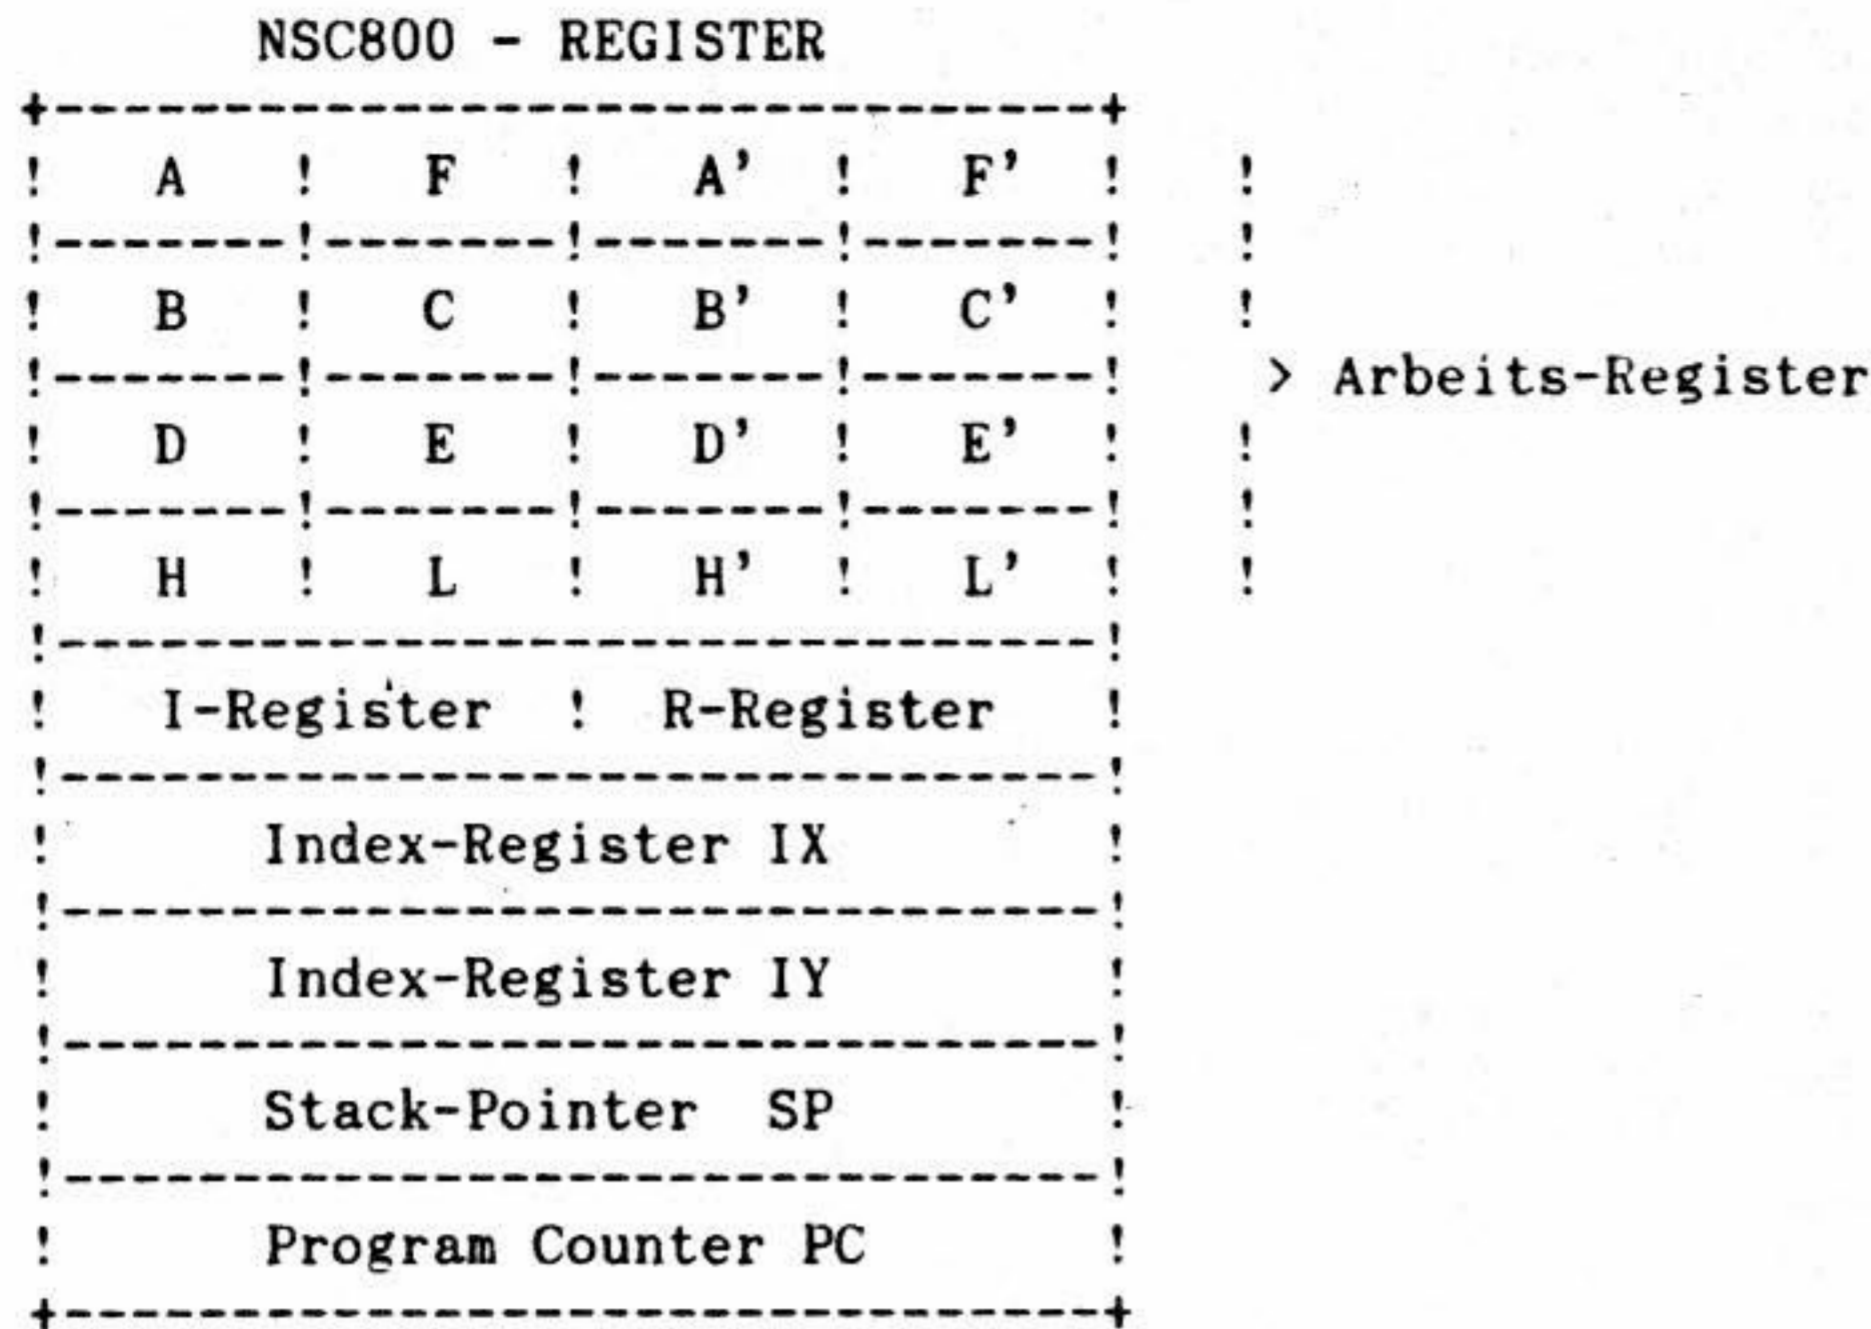 NSC800 - REGISTER
+-------------------------------+
!   A   !   F   !   A'  !   F'  !   !
!-------!-------!-------!-------!   !
!   B   !   C   !   B'  !   C'  !   !
!-------!-------!-------!-------!    > Arbeits-Register
!   D   !   E   !   D'  !   E'  !   !
!-------!-------!-------!-------!   !
!   H   !   L   !   H'  !   L'  !   !
!-------------------------------!
!   I-Register  !  R-Register   !
!-------------------------------!
!      Index-Register IX        !
!-------------------------------!
!      Index-Register IY        !
!-------------------------------!
!      Stack-Pointer  SP        !
!-------------------------------!
!      Program Counter PC       !
+-------------------------------+